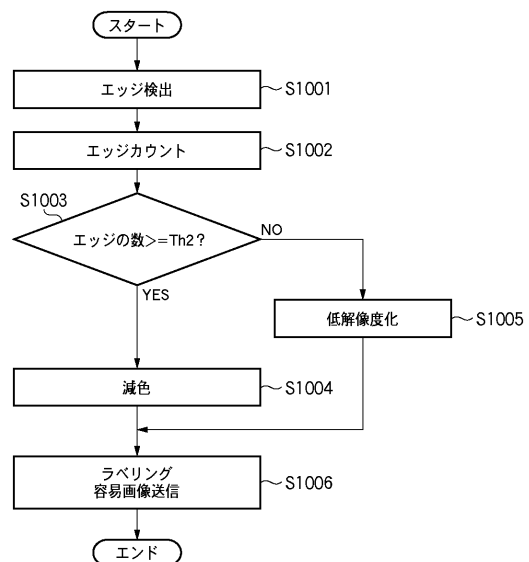 スタート
エッジ検出
S1001
エッジカウント
S1002
S1003
エッジの数>=Th2?
NO
YES
低解像度化
S1005
減色
S1004
ラベリング
容易画像送信
S1006
エンド